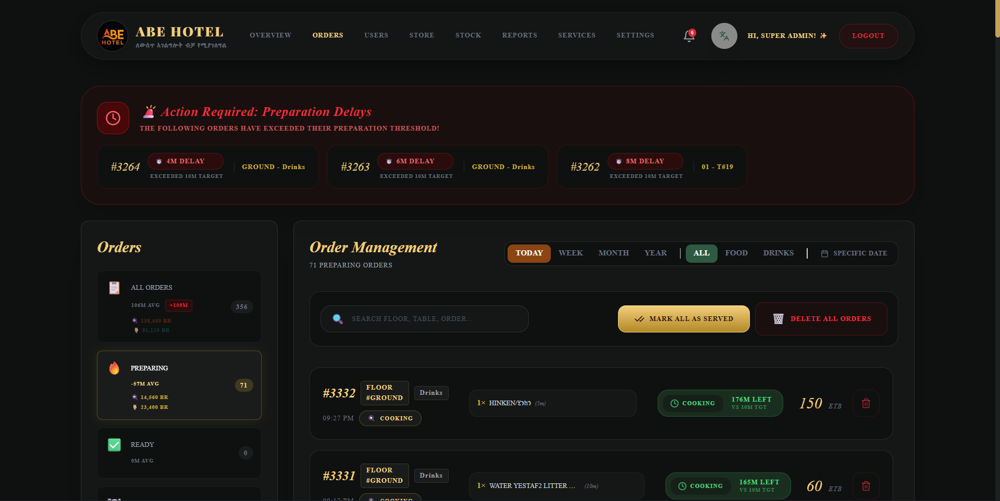 ABE
HOTEL
ABE HOTEL
ለውስጥ አገልግሎት ብቻ የሚያገለግል
OVERVIEW
ORDERS
USERS
STORE
STOCK
REPORTS
SERVICES
SETTINGS
6
HI, SUPER ADMIN!
LOGOUT
Action Required: Preparation Delays
THE FOLLOWING ORDERS HAVE EXCEEDED THEIR PREPARATION THRESHOLD!
#3264
4M DELAY
EXCEEDED 10M TARGET
GROUND - Drinks
#3263
6M DELAY
EXCEEDED 10M TARGET
GROUND - Drinks
#3262
8M DELAY
EXCEEDED 10M TARGET
01 - T#19
Orders
ALL ORDERS
106M AVG
+109M
138,400 BR
81,120 BR
356
PREPARING
-57M AVG
14,560 BR
23,400 BR
71
READY
0M AVG
0
Order Management
71 PREPARING ORDERS
TODAY
WEEK
MONTH
YEAR
ALL
FOOD
DRINKS
SPECIFIC DATE
SEARCH FLOOR, TABLE, ORDER...
MARK ALL AS SERVED
DELETE ALL ORDERS
#3332
FLOOR
#GROUND
Drinks
09:27 PM
COOKING
1× HINKEN/ሄንከን (5m)
COOKING
176M LEFT
VS 10M TGT
150 ETB
#3331
FLOOR
#GROUND
Drinks
09:17 PM
COOKING
1× WATER YESTAF2 LITTER ... (10m)
COOKING
165M LEFT
VS 10M TGT
60 ETB